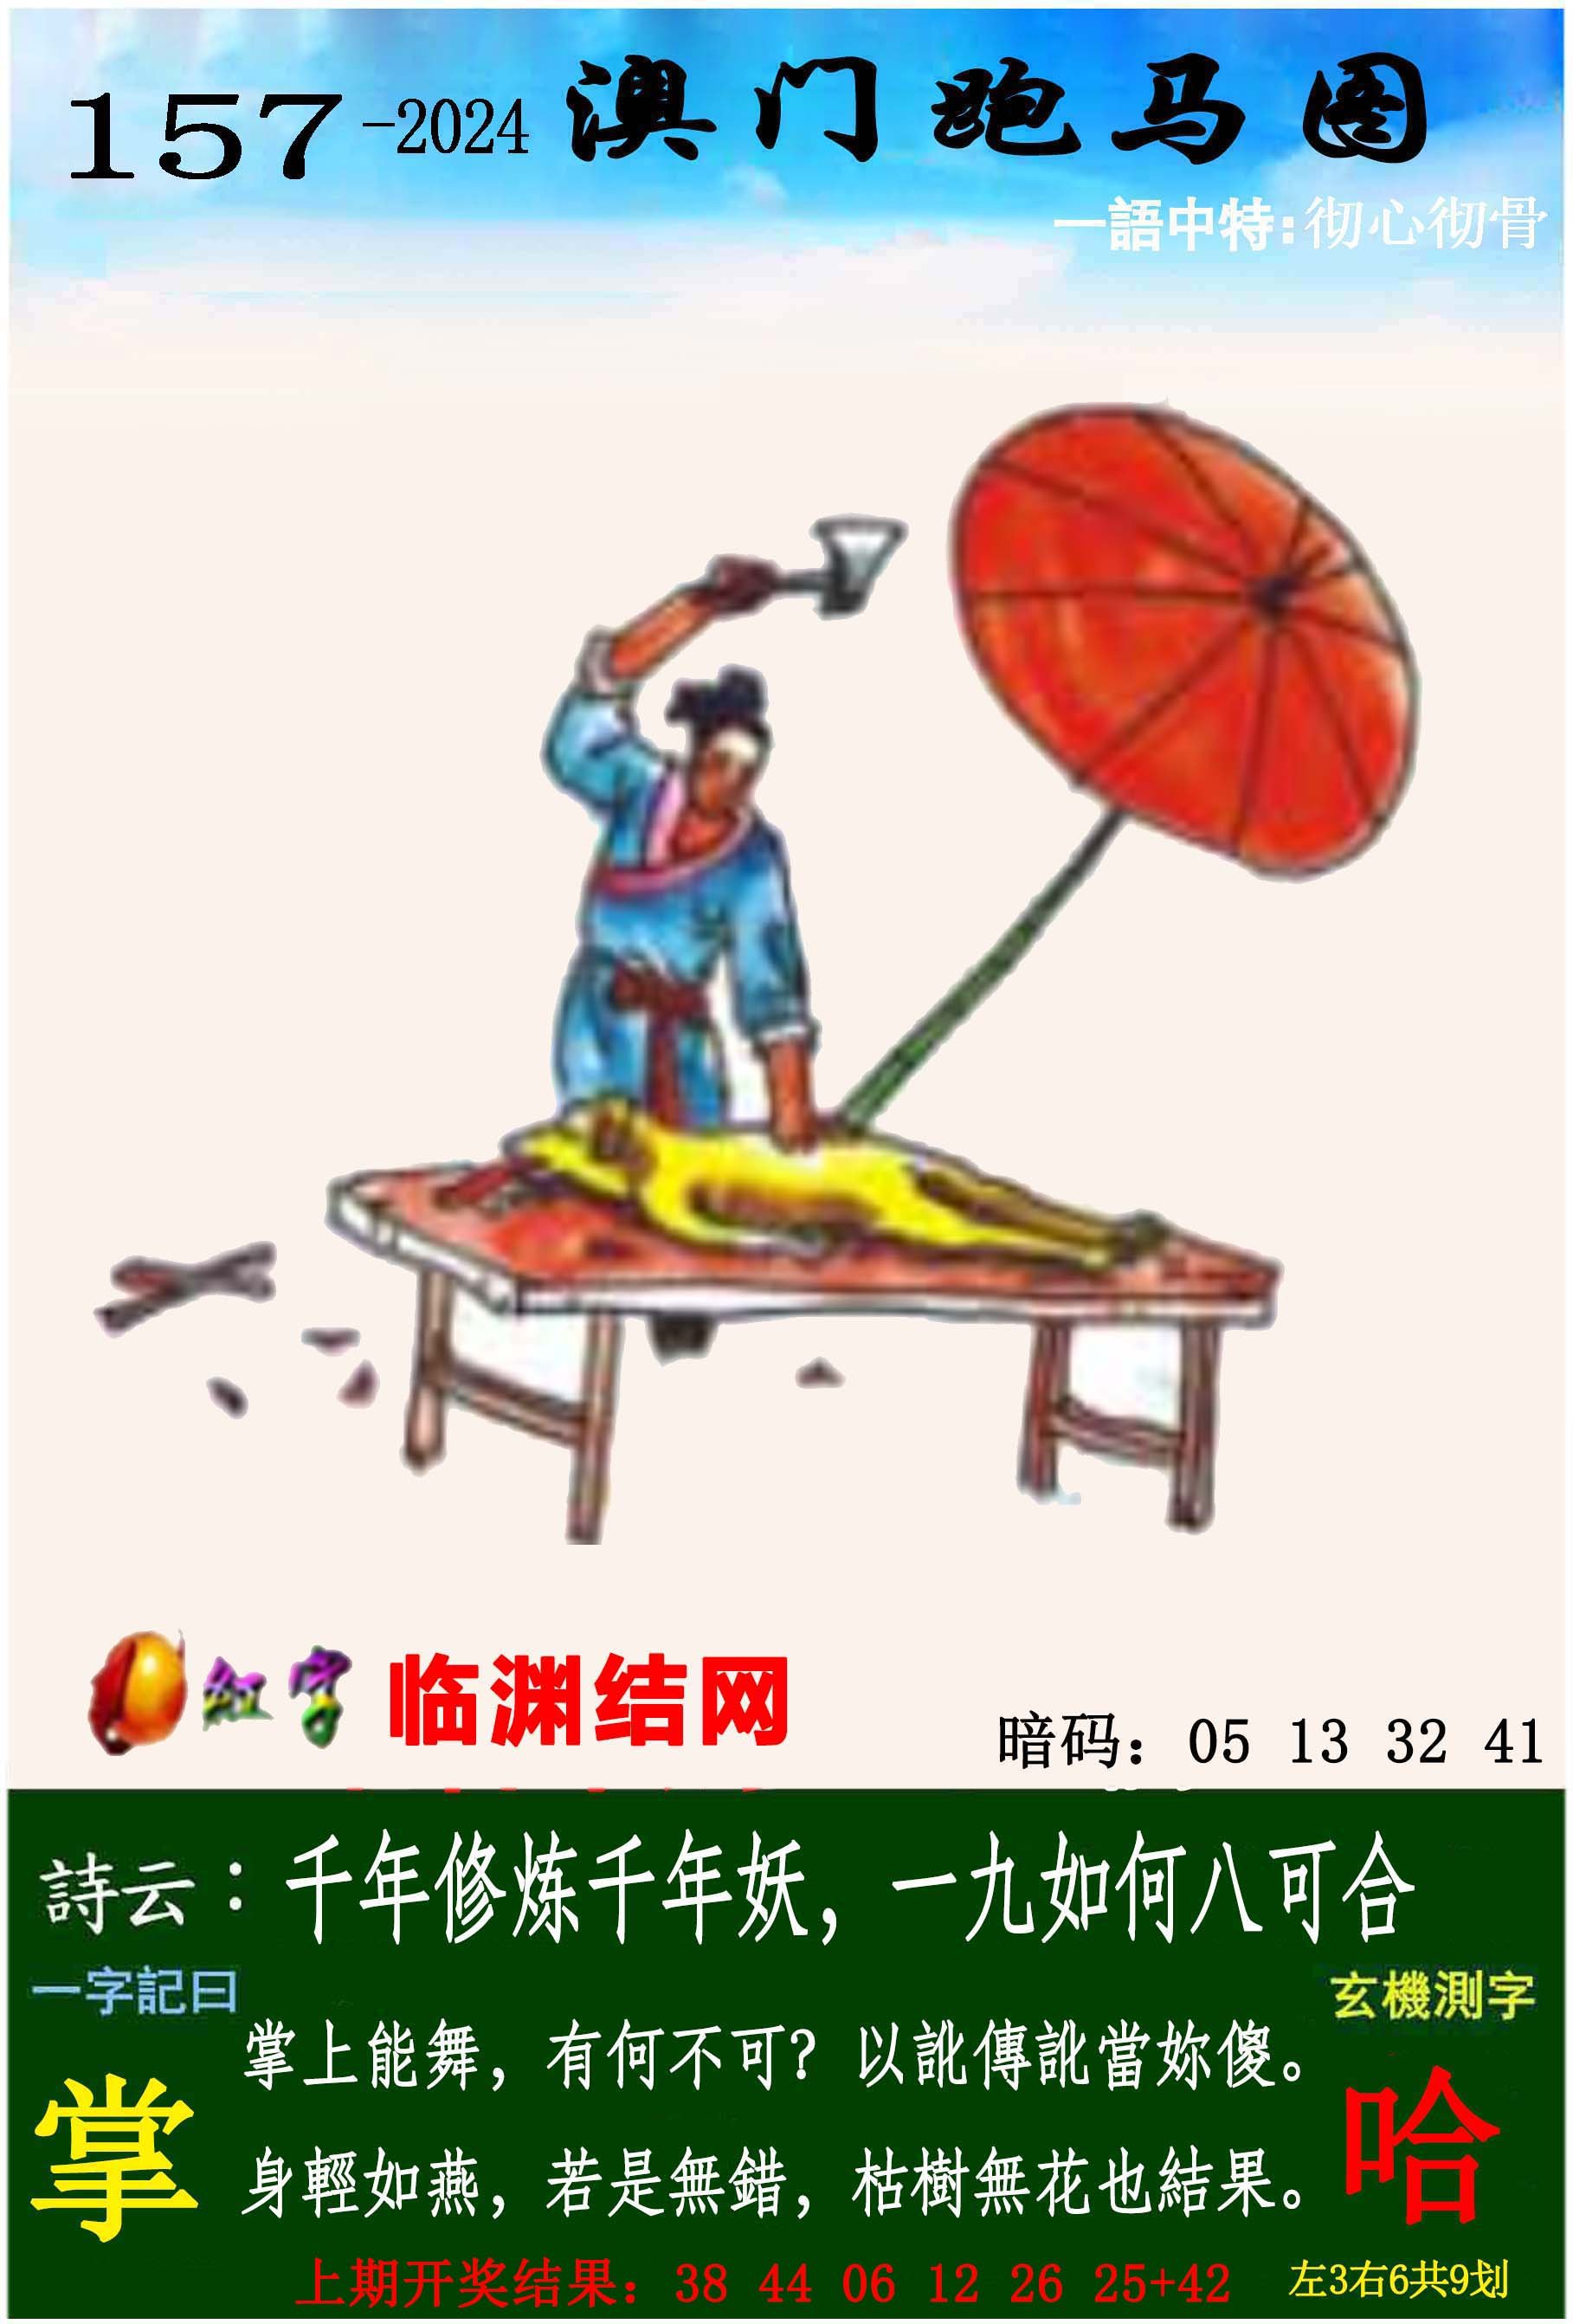 157-2024 澳门跑马图
一語中特:彻心彻骨
红字 临渊结网
暗码：05 13 32 41
詩云：千年修炼千年妖，一九如何八可合
一字記曰
玄機測字
掌上能舞，有何不可？以訛傳訛當妳傻。
掌
哈
身輕如燕，若是無錯，枯樹無花也結果。
上期开奖结果：38 44 06 12 26 25+42
左3右6共9划